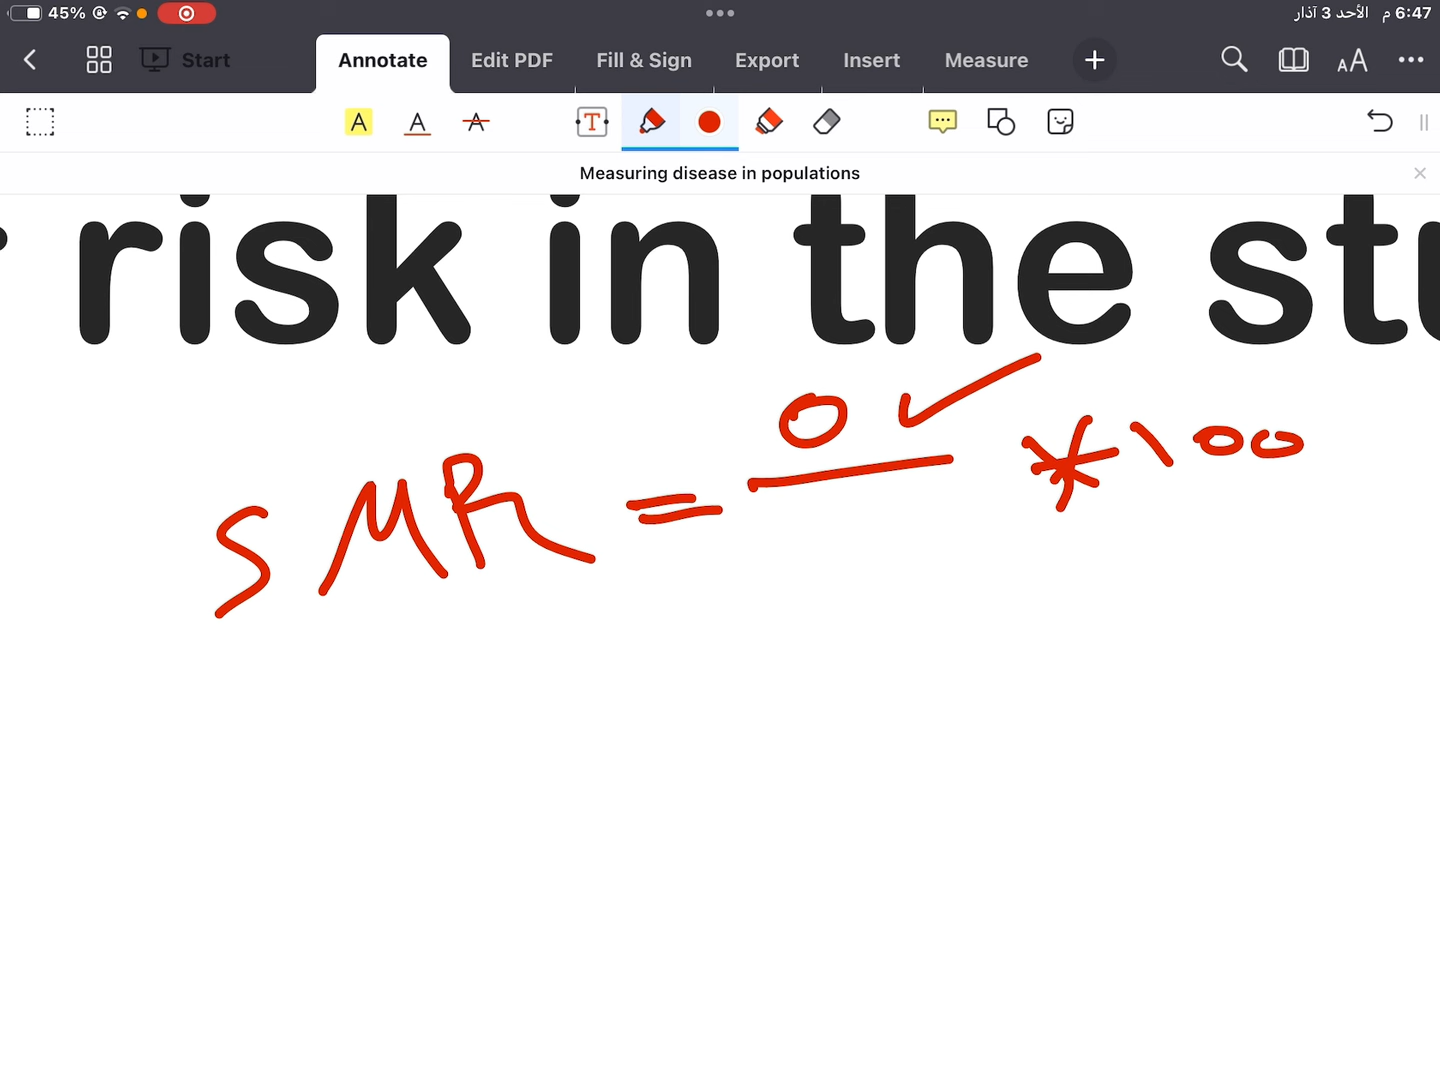 45% 6:47 م الأحد 3 آذار
Start Annotate Edit PDF Fill & Sign Export Insert Measure
Measuring disease in populations
risk in the stu
O ✓
SMR = ——— * 100